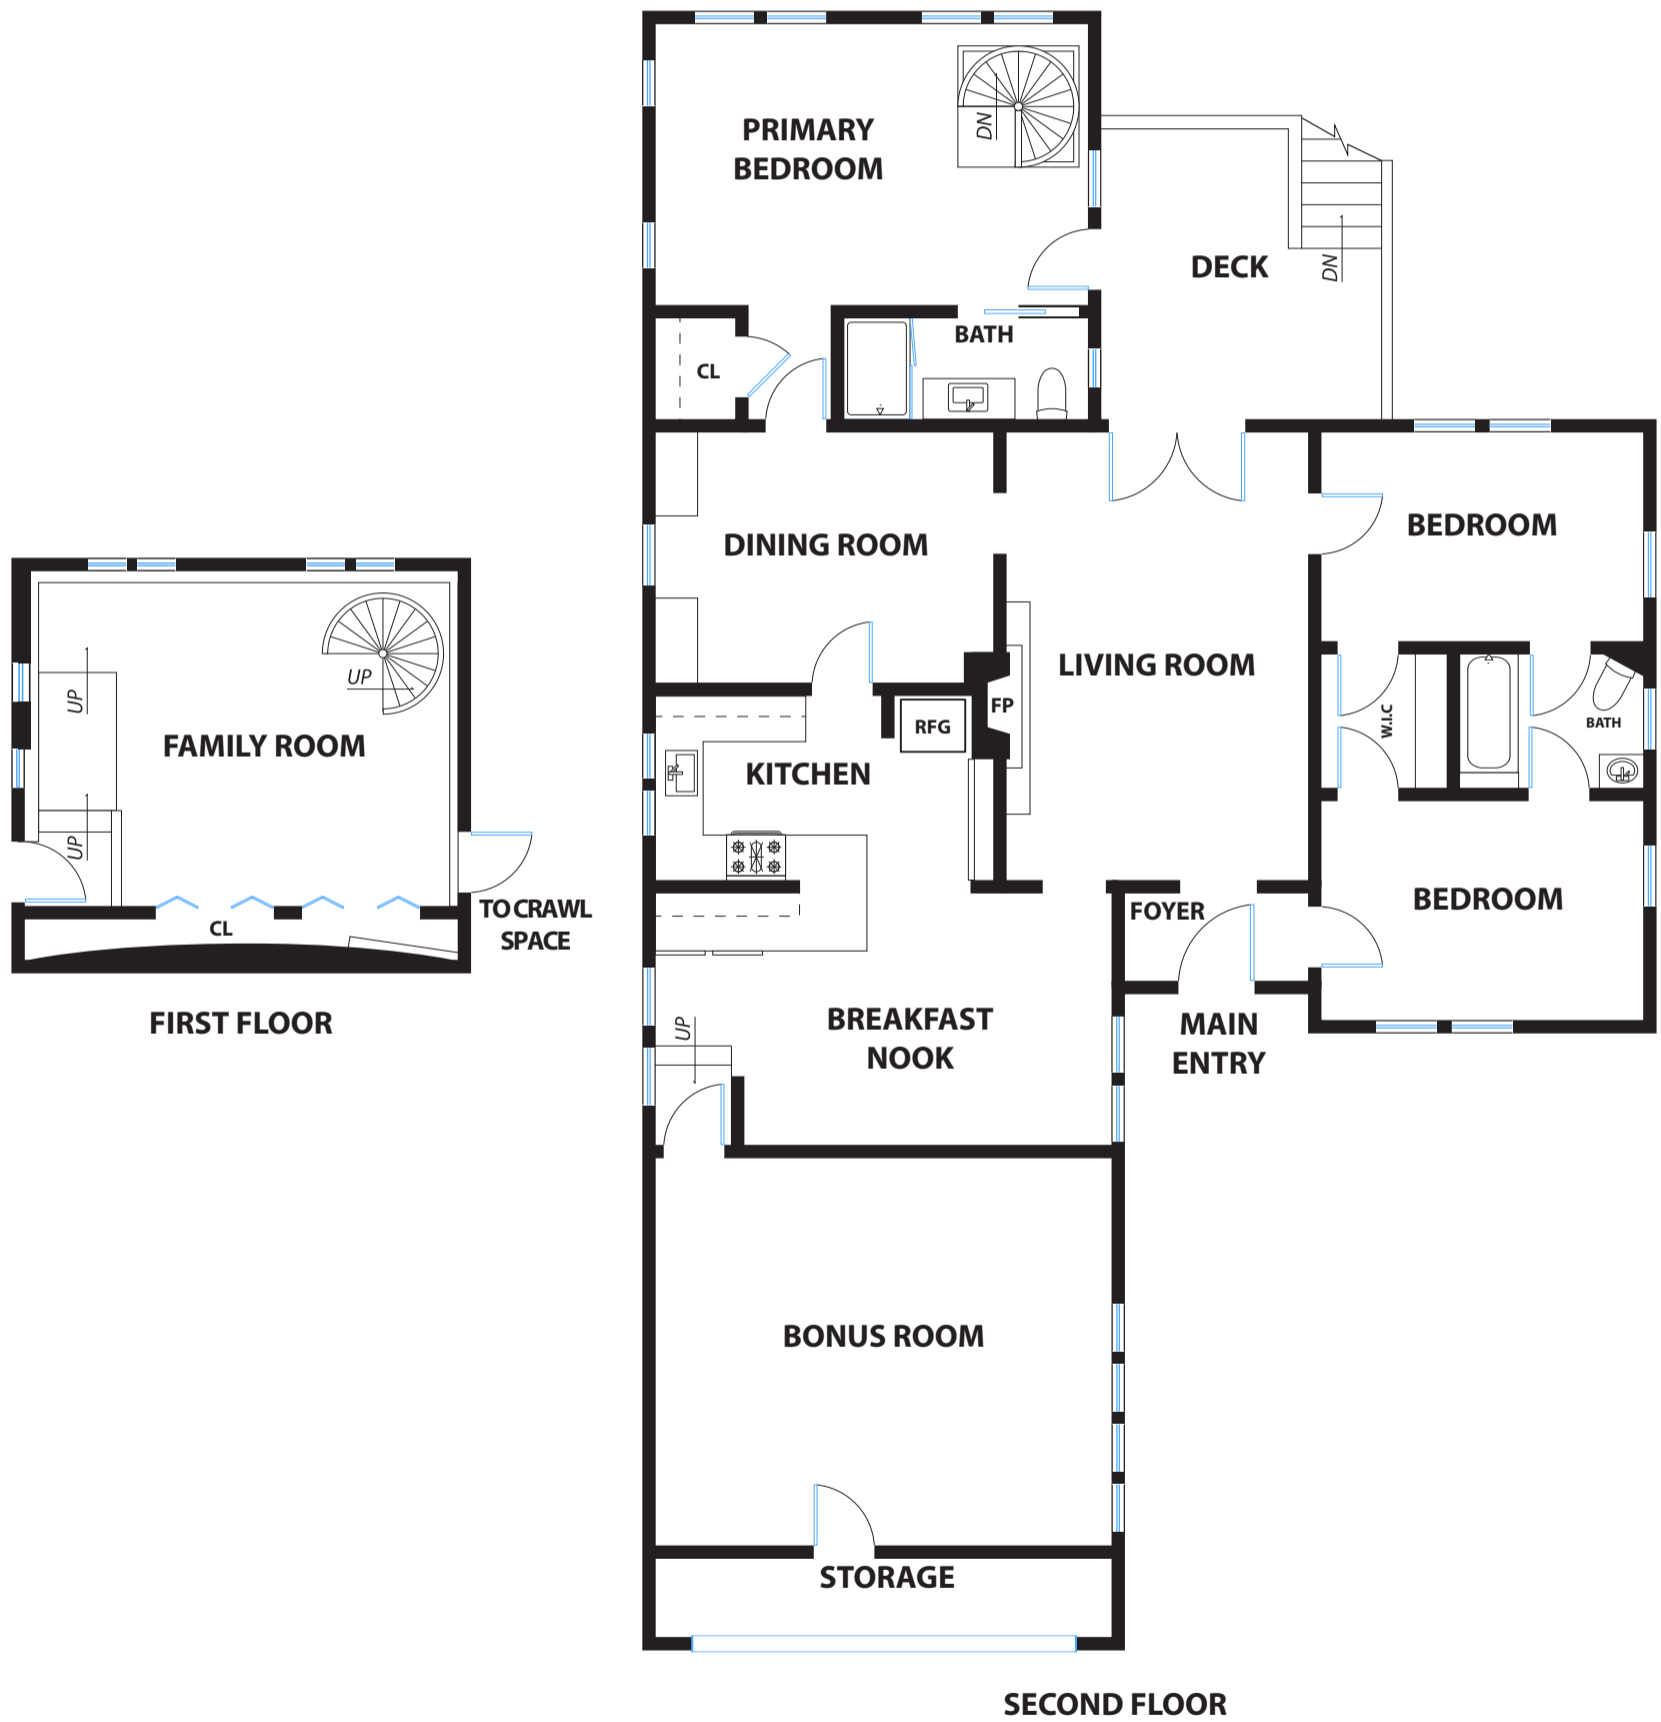 PRIMARY
BEDROOM
DN
DECK
DN
BATH
CL
DINING ROOM
BEDROOM
LIVING ROOM
FP
RFG
W.I.C
BATH
KITCHEN
BEDROOM
FOYER
MAIN
ENTRY
BREAKFAST
NOOK
UP
BONUS ROOM
STORAGE
SECOND FLOOR
UP
UP
FAMILY ROOM
UP
CL
TO CRAWL
SPACE
FIRST FLOOR